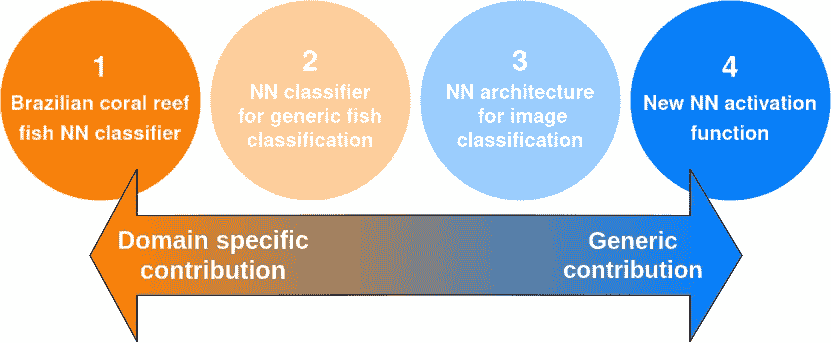 1
Brazilian coral reef
fish NN classifier
2
NN classifier
for generic fish
classification
3
NN architecture
for image
classification
4
New NN activation
function
Domain specific
contribution
Generic
contribution